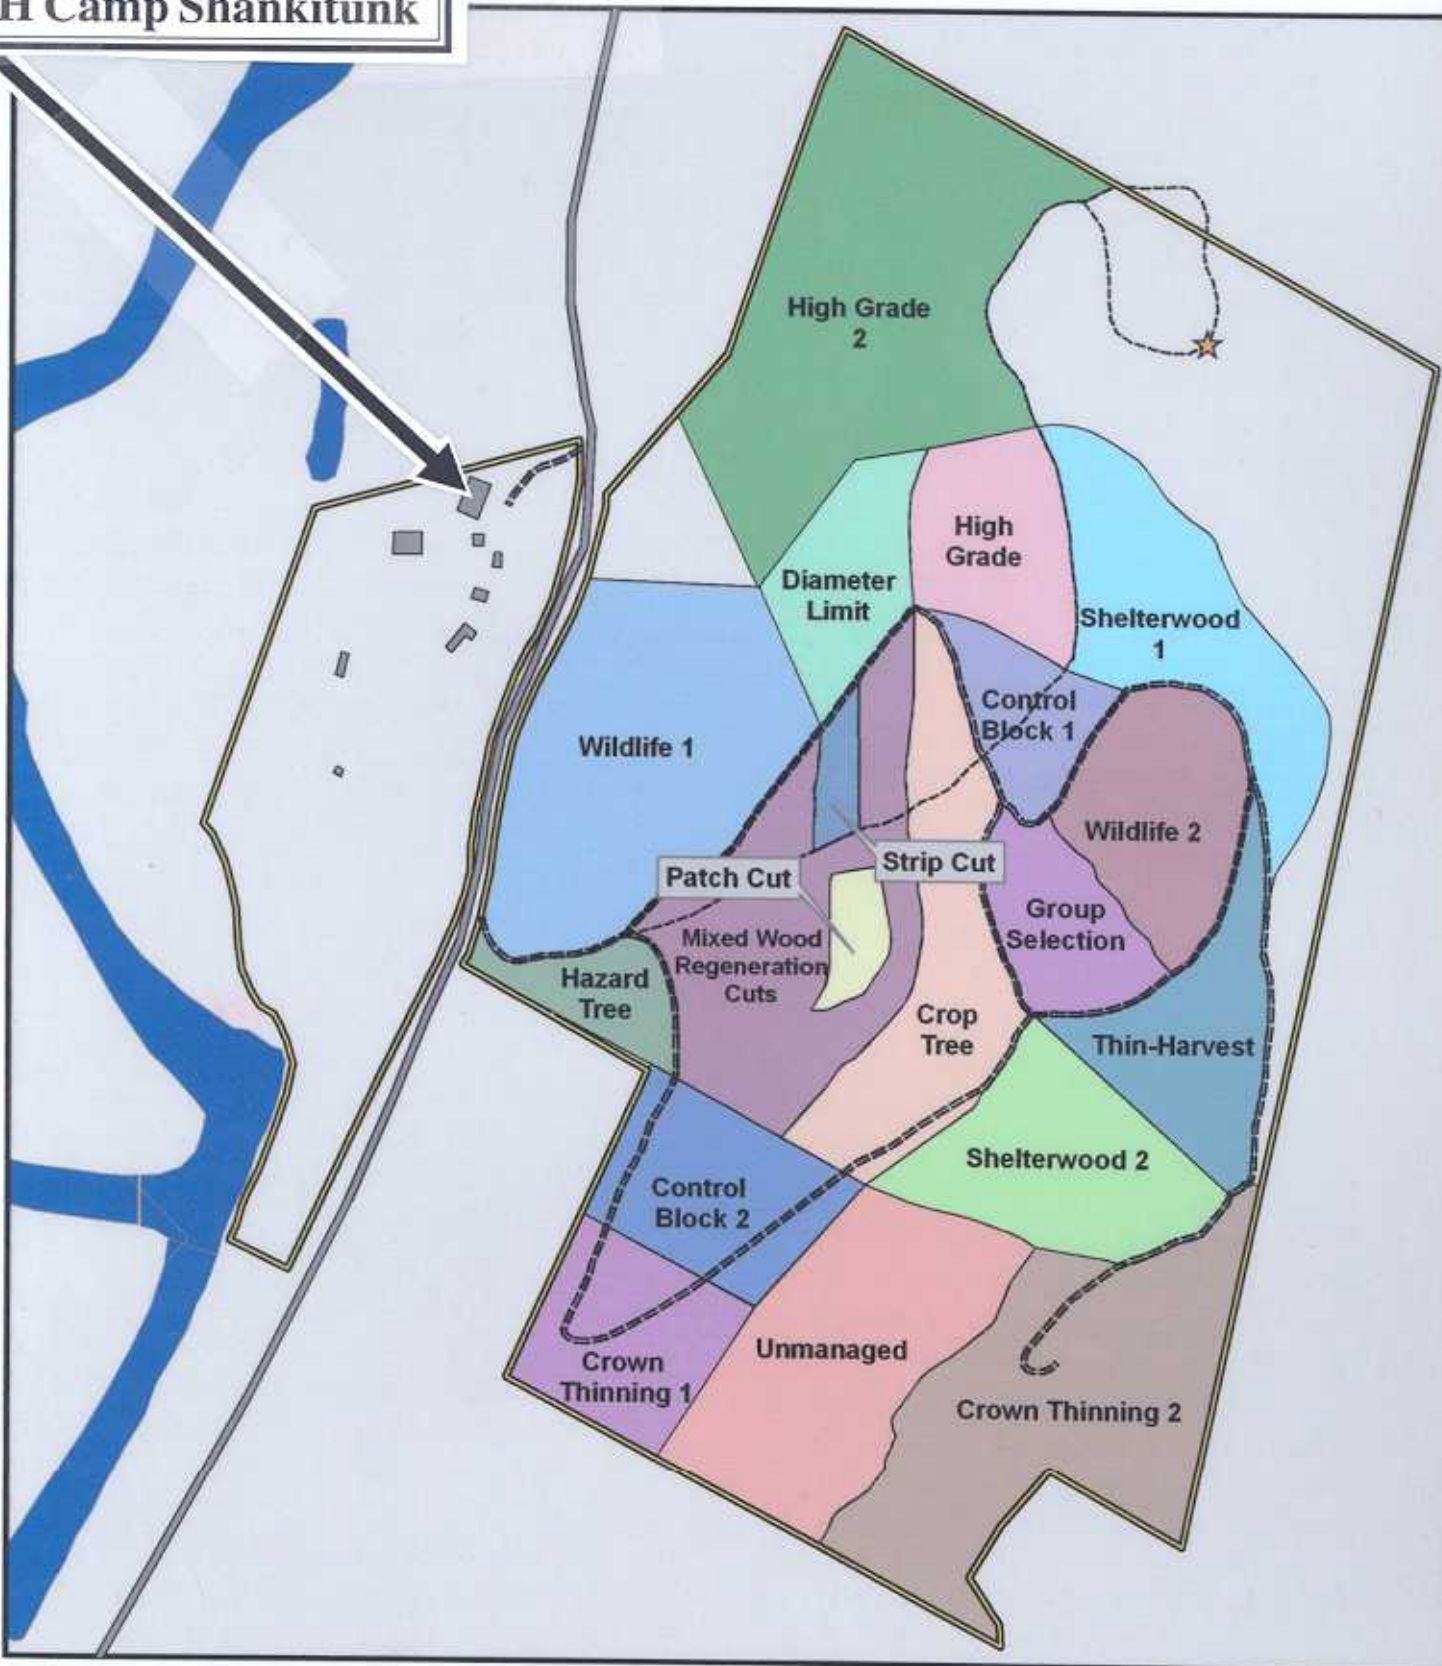 H Camp Shankitunk
High Grade
2
High
Grade
Diameter
Limit
Shelterwood
1
Control
Block 1
Wildlife 1
Wildlife 2
Strip Cut
Patch Cut
Group
Selection
Mixed Wood
Regeneration
Cuts
Hazard
Tree
Crop
Tree
Thin-Harvest
Shelterwood 2
Control
Block 2
Unmanaged
Crown
Thinning 1
Crown Thinning 2